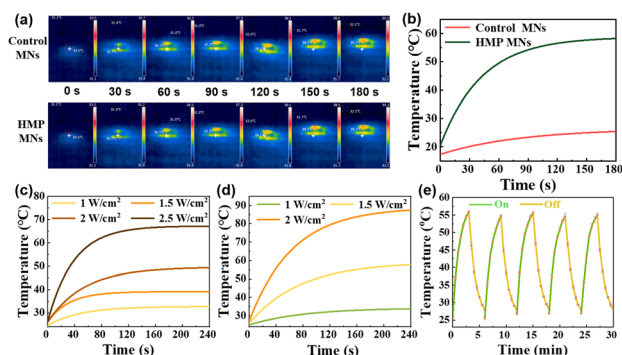 (a)
Control
MNs
0 s 30 s 60 s 90 s 120 s 150 s 180 s
HMP
MNs
(b)
Control MNs
HMP MNs
Temperature (℃)
60
50
40
30
20
0 30 60 90 120 150 180
Time (s)
(c)
1 W/cm² 1.5 W/cm²
2 W/cm² 2.5 W/cm²
Temperature (℃)
80
70
60
50
40
30
0 40 80 120 160 200 240
Time (s)
(d)
1 W/cm² 1.5 W/cm²
2 W/cm²
Temperature (℃)
90
80
70
60
50
40
30
0 40 80 120 160 200 240
Time (s)
(e)
On Off
Temperature (℃)
60
55
50
45
40
35
30
25
0 5 10 15 20 25 30
Time (min)